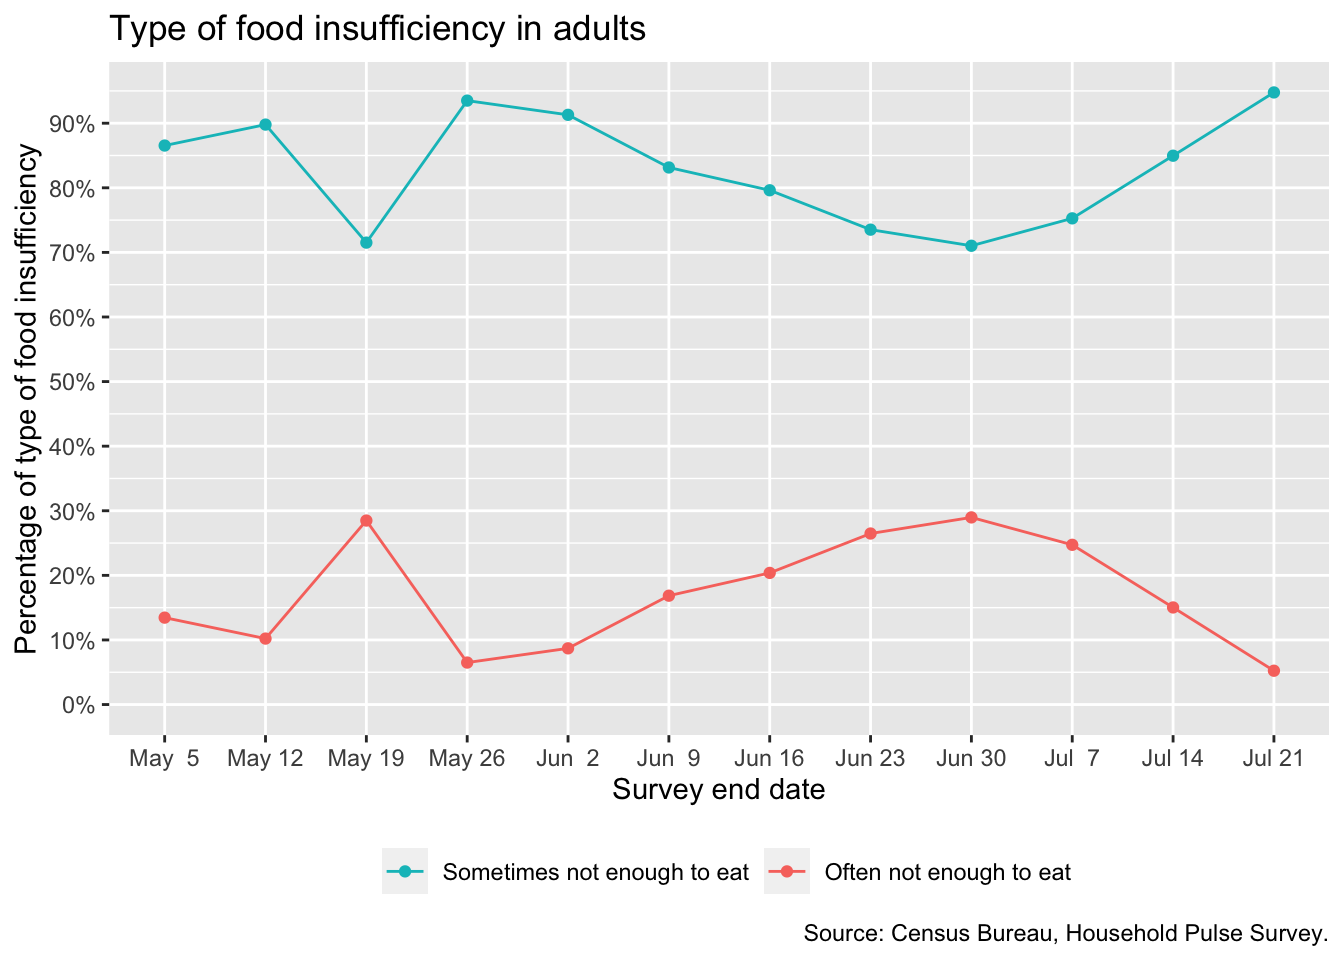 Type of food insufficiency in adults
Percentage of type of food insufficiency
90%
80%
70%
60%
50%
40%
30%
20%
10%
0%
May  5 May 12 May 19 May 26 Jun  2 Jun  9 Jun 16 Jun 23 Jun 30 Jul  7 Jul 14 Jul 21
Survey end date
Sometimes not enough to eat Often not enough to eat
Source: Census Bureau, Household Pulse Survey.